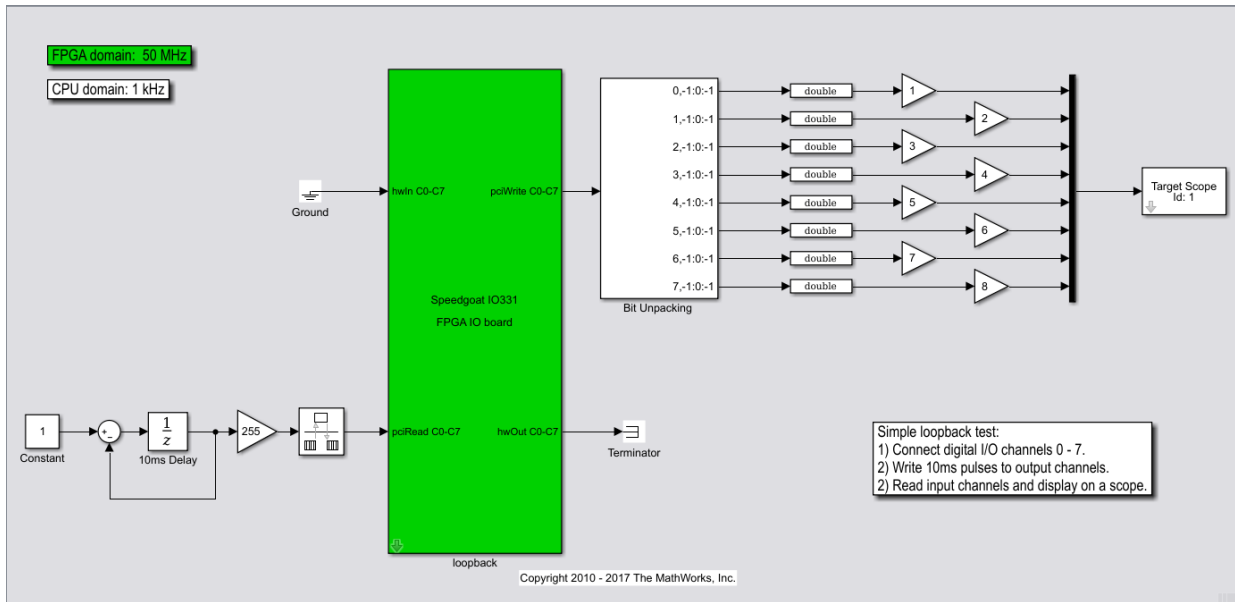 FPGA domain: 50 MHz
CPU domain: 1 kHz
Ground
hwIn C0-C7
pciWrite C0-C7
Speedgoat IO331
FPGA IO board
pciRead C0-C7
hwOut C0-C7
loopback
1
Constant
+
-
1
z
10ms Delay
255
Terminator
0,-1:0:-1
1,-1:0:-1
2,-1:0:-1
3,-1:0:-1
4,-1:0:-1
5,-1:0:-1
6,-1:0:-1
7,-1:0:-1
Bit Unpacking
double
1
double
2
double
3
double
4
double
5
double
6
double
7
double
8
Target Scope
Id: 1
Simple loopback test:
1) Connect digital I/O channels 0 - 7.
2) Write 10ms pulses to output channels.
2) Read input channels and display on a scope.
Copyright 2010 - 2017 The MathWorks, Inc.